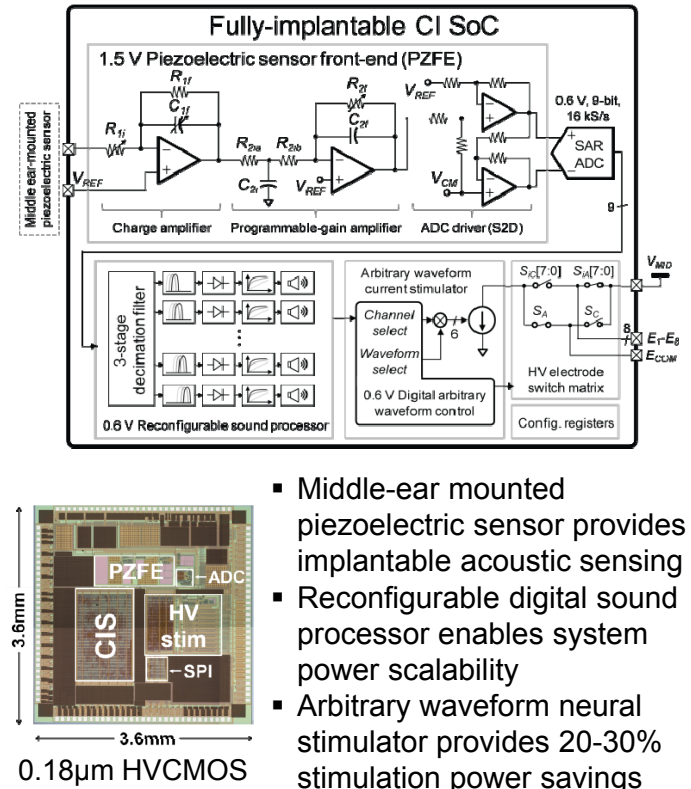 Fully-implantable CI SoC
1.5 V Piezoelectric sensor front-end (PZFE)
Middle ear-mounted
piezoelectric sensor
R1i
R1f
C1f
VREF
R2ia
R2ib
C2i
R2f
C2f
VREF
VREF
VCM
0.6 V, 9-bit,
16 kS/s
SAR
ADC
9
Charge amplifier
Programmable-gain amplifier
ADC driver (S2D)
3-stage
decimation filter
0.6 V Reconfigurable sound processor
Arbitrary waveform
current stimulator
Channel
select
Waveform
select
6
0.6 V Digital arbitrary
waveform control
SiC[7:0]
SiA[7:0]
SA
SC
HV electrode
switch matrix
Config. registers
VMID
8
E1-E8
ECOM
PZFE
ADC
CIS
HV
stim
SPI
3.6mm
3.6mm
0.18µm HVCMOS
▪ Middle-ear mounted
piezoelectric sensor provides
implantable acoustic sensing
▪ Reconfigurable digital sound
processor enables system
power scalability
▪ Arbitrary waveform neural
stimulator provides 20-30%
stimulation power savings